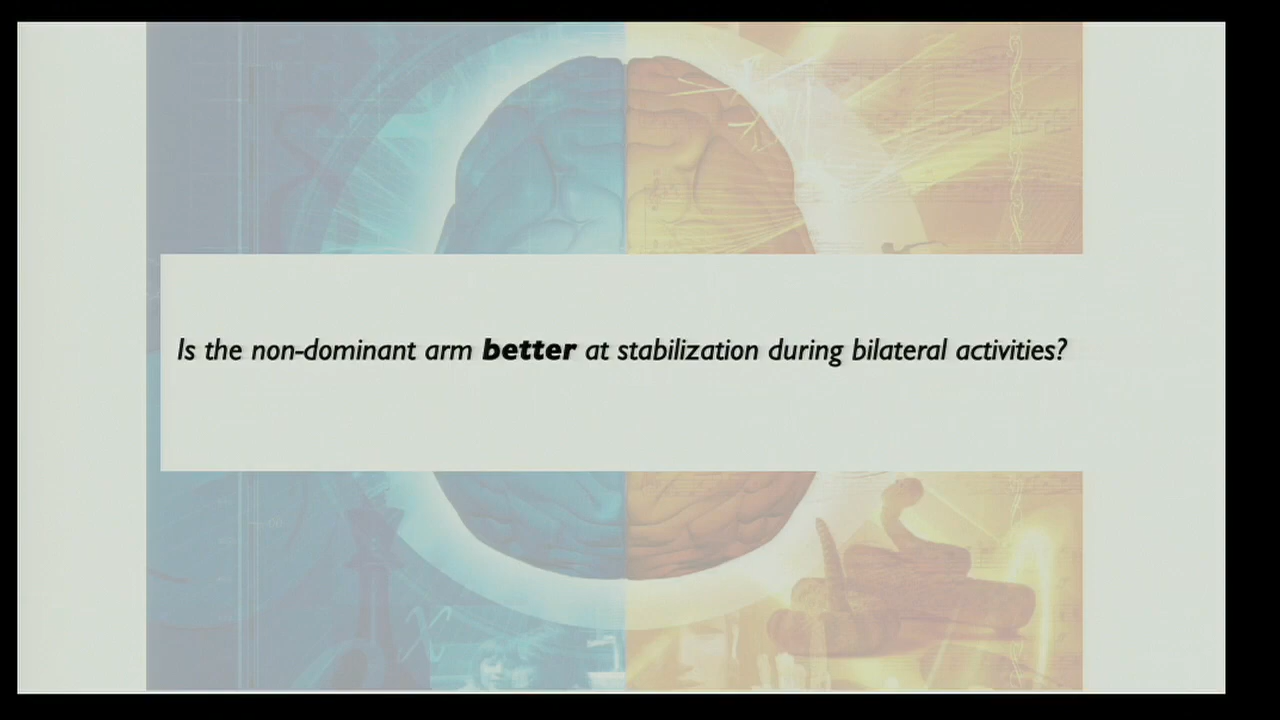 Is the non-dominant arm better at stabilization during bilateral activities?